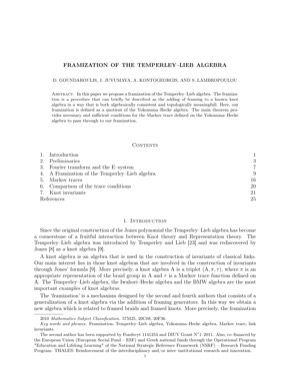 FRAMIZATION OF THE TEMPERLEY–LIEB ALGEBRA
D. GOUNDAROULIS, J. JUYUMAYA, A. KONTOGEORGIS, AND S. LAMBROPOULOU
Abstract. In this paper we propose a framization of the Temperley–Lieb algebra. The framiza-
tion is a procedure that can briefly be described as the adding of framing to a known knot
algebra in a way that is both algebraically consistent and topologically meaningful. Here, our
framization is defined as a quotient of the Yokonuma–Hecke algebra. The main theorem pro-
vides necessary and sufficient conditions for the Markov trace defined on the Yokonuma–Hecke
algebra to pass through to our framization.
Contents
1. Introduction 1
2. Preliminaries 3
3. Fourier transform and the E–system 7
4. A Framization of the Temperley–Lieb algebra 9
5. Markov traces 16
6. Comparison of the trace conditions 20
7. Knot invariants 21
References 25
1. Introduction
Since the original construction of the Jones polynomial the Temperley–Lieb algebra has become
a cornerstone of a fruitful interaction between Knot theory and Representation theory. The
Temperley–Lieb algebra was introduced by Temperley and Lieb [23] and was rediscovered by
Jones [8] as a knot algebra [9].
A knot algebra is an algebra that is used in the construction of invariants of classical links.
Our main interest lies in those knot algebras that are involved in the construction of invariants
through Jones' formula [9]. More precisely, a knot algebra A is a triplet (A, π, τ), where π is an
appropriate representation of the braid group in A and τ is a Markov trace function defined on
A. The Temperley–Lieb algebra, the Iwahori–Hecke algebra and the BMW algebra are the most
important examples of knot algebras.
The 'framization' is a mechanism designed by the second and fourth authors that consists of a
generalization of a knot algebra via the addition of framing generators. In this way we obtain a
new algebra which is related to framed braids and framed knots. More precisely, the framization
2010 Mathematics Subject Classification. 57M25, 20C08, 20F36.
Key words and phrases. Framization, Temperley–Lieb algebra, Yokonuma–Hecke algebra, Markov trace, link
invariants.
The second author has been supported by Fondecyt 1141254 and DIUV Grant N°1–2011. Also, co–financed by
the European Union (European Social Fund - ESF) and Greek national funds through the Operational Program
"Education and Lifelong Learning" of the National Strategic Reference Framework (NSRF) - Research Funding
Program: THALES: Reinforcement of the interdisciplinary and/or inter–institutional research and innovation.
1